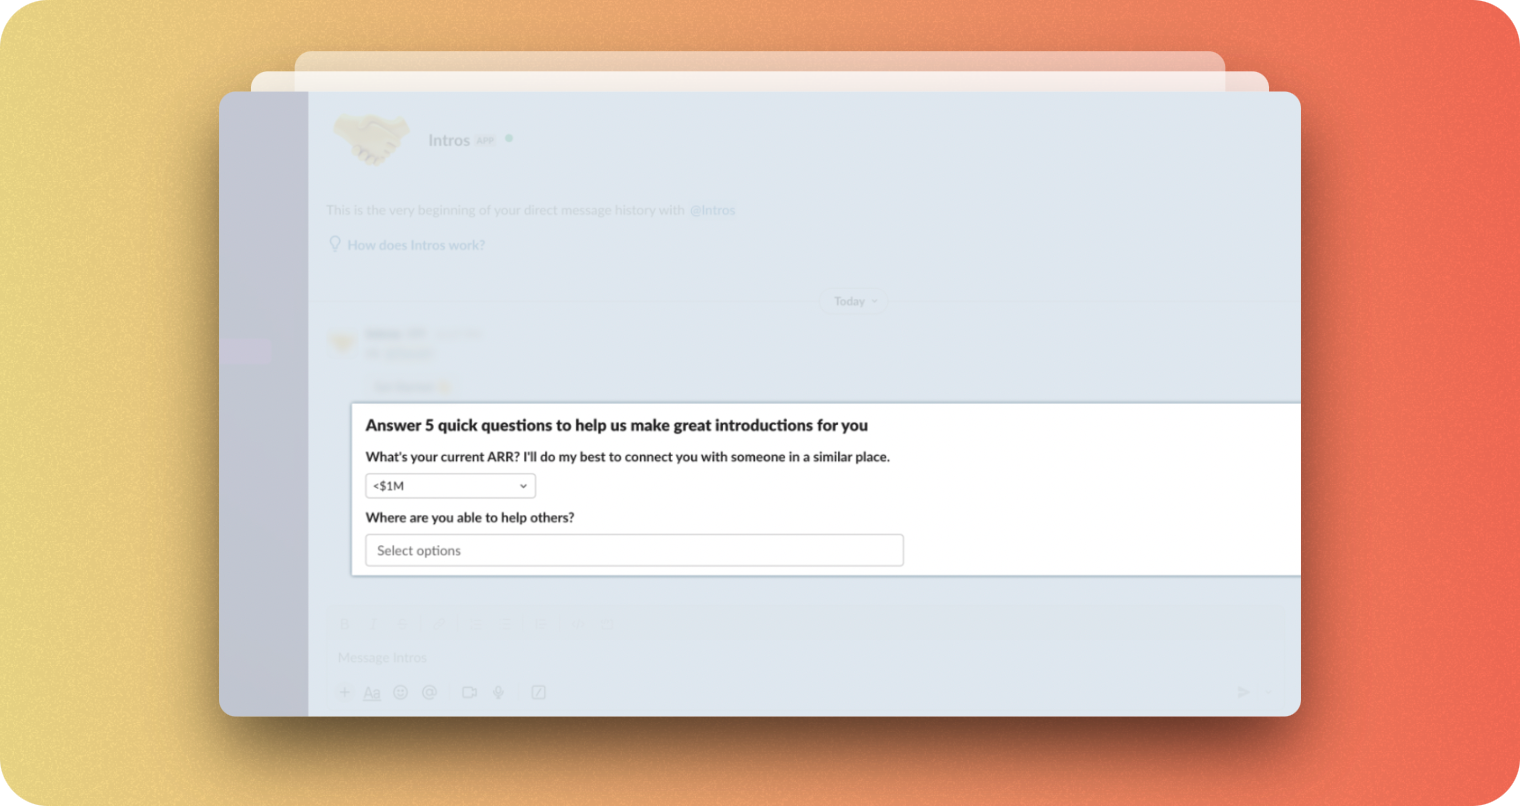 Intros APP
This is the very beginning of your direct message history with @Intros
How does Intros work?
Today
Answer 5 quick questions to help us make great introductions for you
What's your current ARR? I'll do my best to connect you with someone in a similar place.
<$1M
Where are you able to help others?
Select options
B I S
Message Intros
Aa